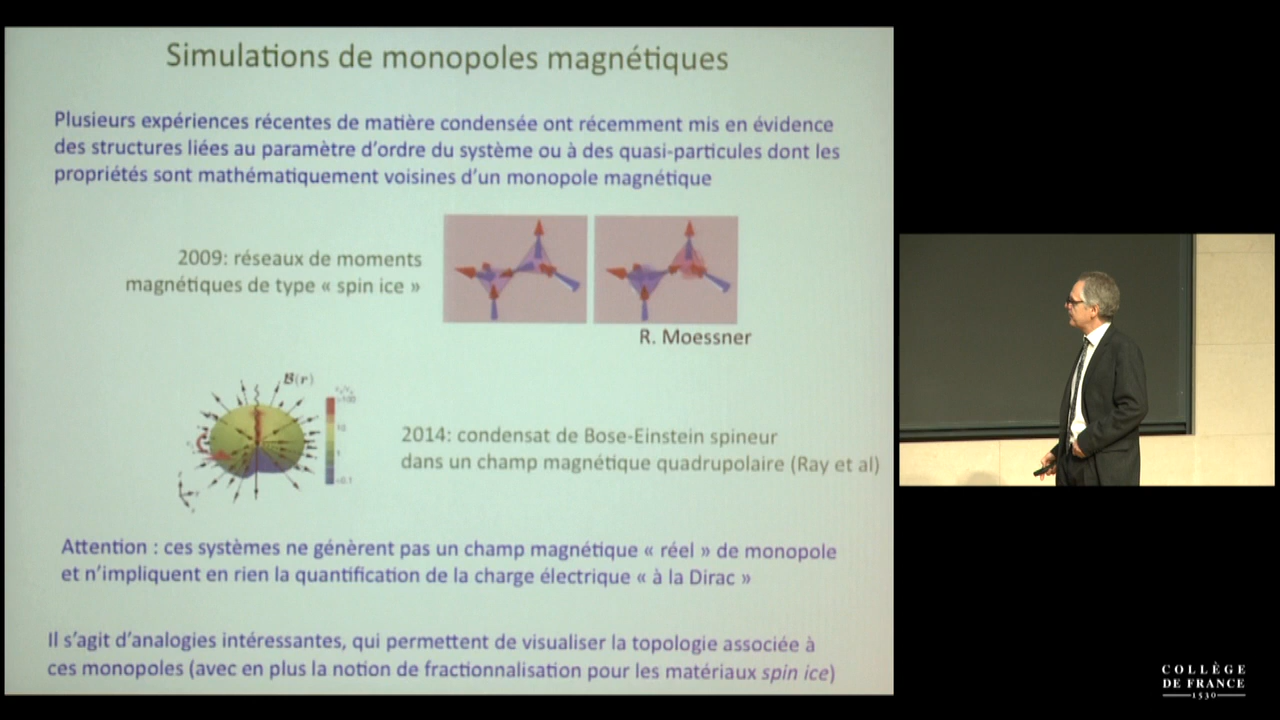 Simulations de monopoles magnétiques
Plusieurs expériences récentes de matière condensée ont récemment mis en évidence
des structures liées au paramètre d'ordre du système ou à des quasi-particules dont les
propriétés sont mathématiquement voisines d'un monopole magnétique
2009: réseaux de moments
magnétiques de type « spin ice »
R. Moessner
B(r)
2014: condensat de Bose-Einstein spineur
dans un champ magnétique quadrupolaire (Ray et al)
Attention : ces systèmes ne génèrent pas un champ magnétique « réel » de monopole
et n'impliquent en rien la quantification de la charge électrique « à la Dirac »
Il s'agit d'analogies intéressantes, qui permettent de visualiser la topologie associée à
ces monopoles (avec en plus la notion de fractionnalisation pour les matériaux spin ice)
COLLÈGE
DE FRANCE
1530